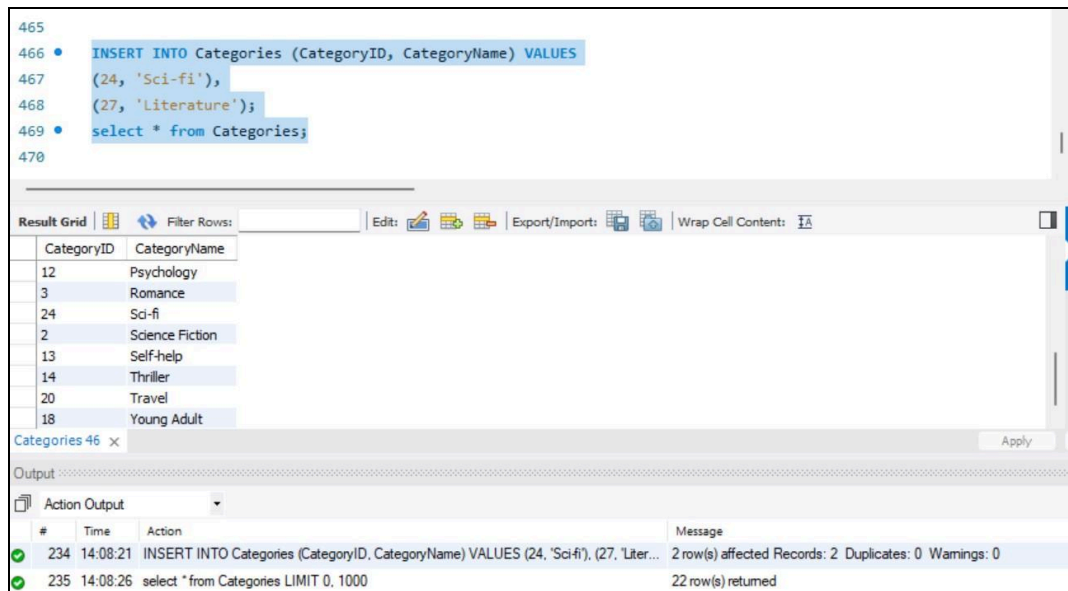 465
466 INSERT INTO Categories (CategoryID, CategoryName) VALUES
467 (24, 'Sci-fi'),
468 (27, 'Literature');
469 select * from Categories;
470
Result Grid Filter Rows: Edit: Export/Import: Wrap Cell Content: IA
CategoryID CategoryName
12 Psychology
3 Romance
24 Sci-fi
2 Science Fiction
13 Self-help
14 Thriller
20 Travel
18 Young Adult
Categories 46 ×
Apply
Output
Action Output
# Time Action Message
234 14:08:21 INSERT INTO Categories (CategoryID, CategoryName) VALUES (24, 'Sci-fi'), (27, 'Liter... 2 row(s) affected Records: 2 Duplicates: 0 Warnings: 0
235 14:08:26 select * from Categories LIMIT 0, 1000 22 row(s) returned